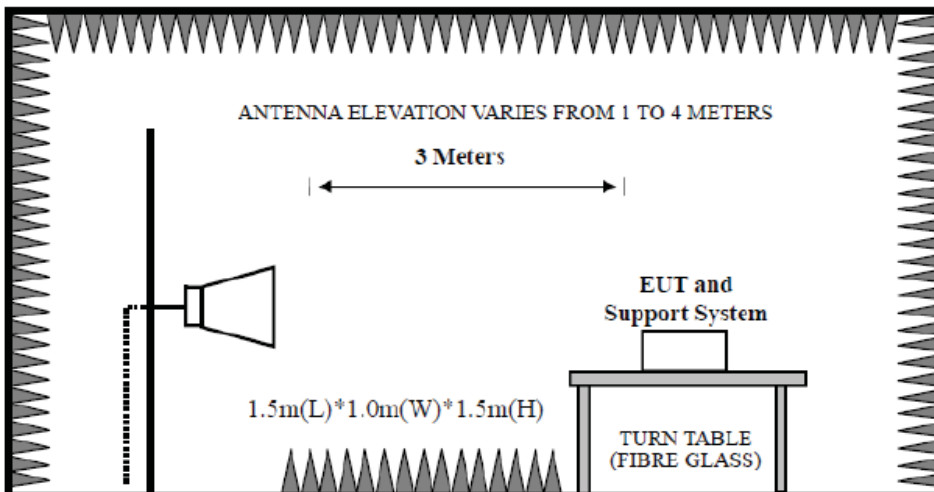 ANTENNA ELEVATION VARIES FROM 1 TO 4 METERS
3 Meters
EUT and
Support System
1.5m(L)*1.0m(W)*1.5m(H)
TURN TABLE
(FIBRE GLASS)